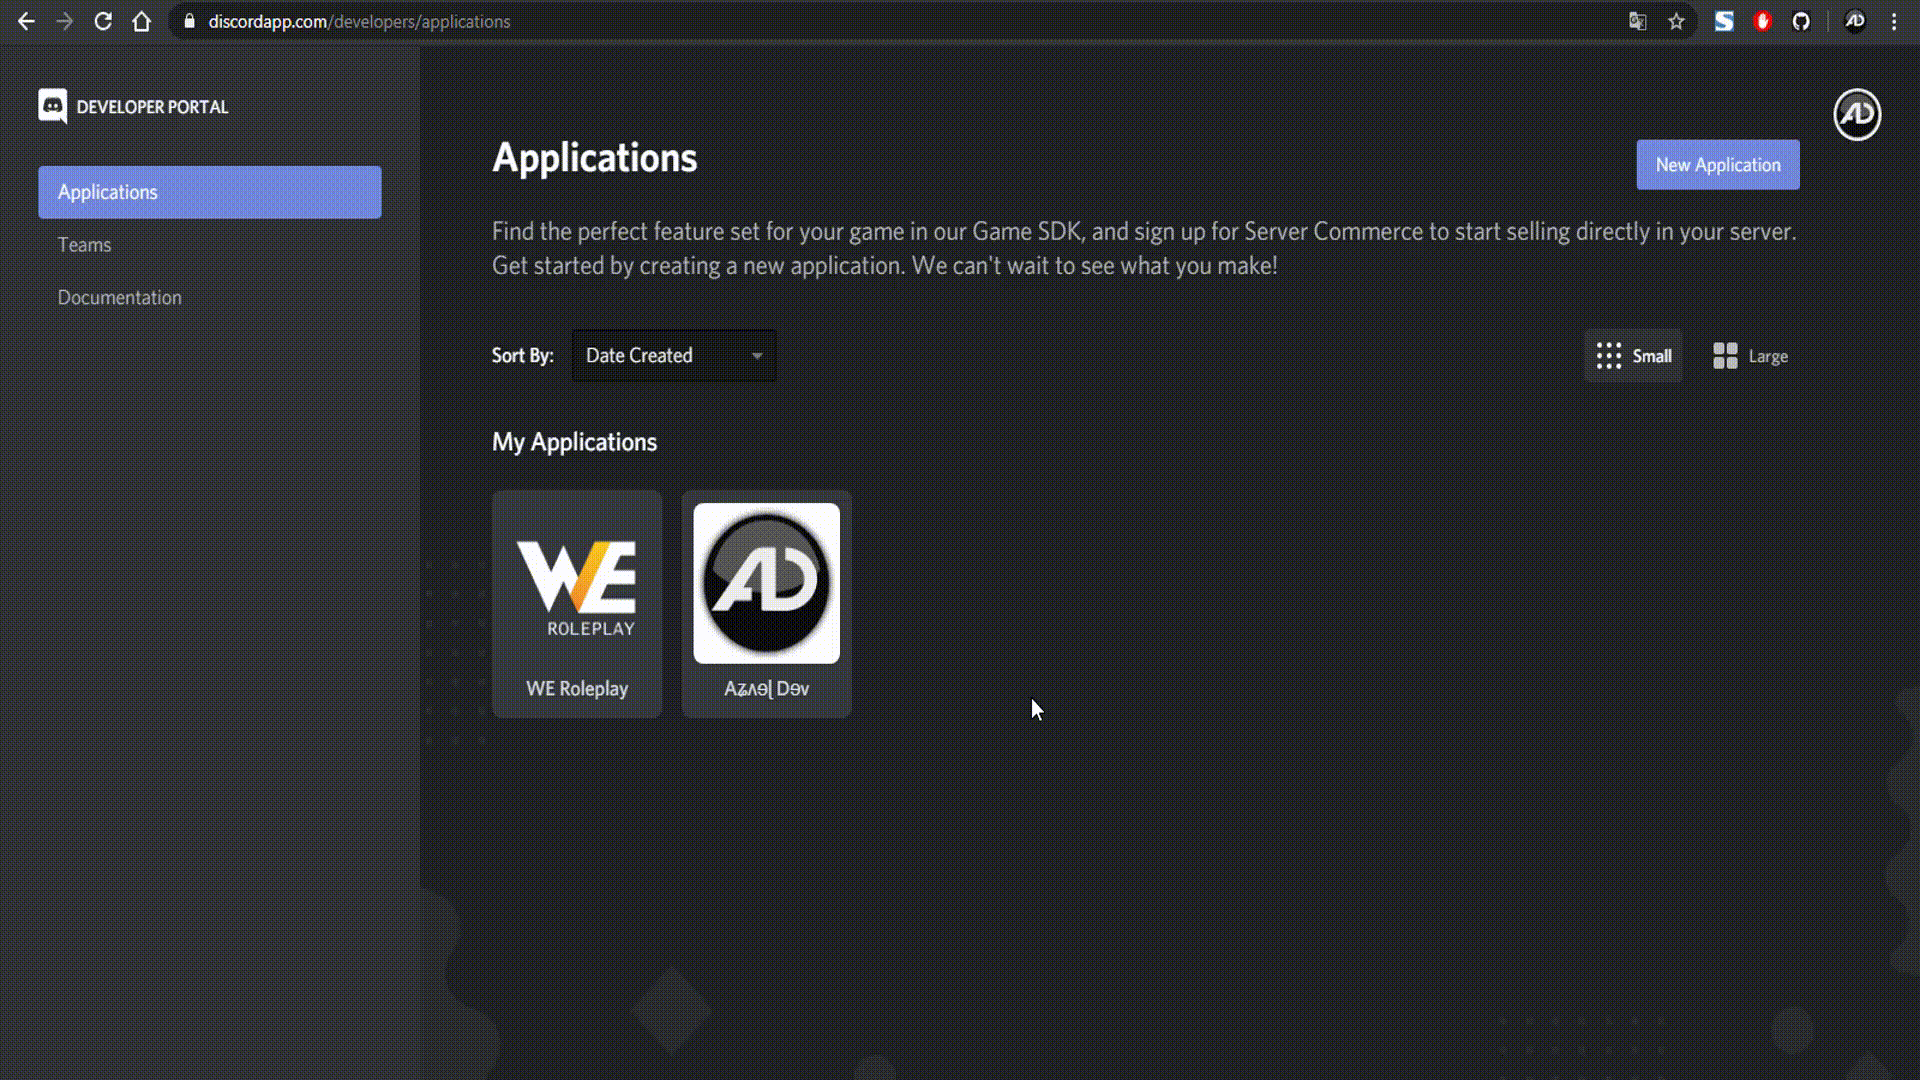 discordapp.com/developers/applications
DEVELOPER PORTAL
Applications
Teams
Documentation
Applications
New Application
Find the perfect feature set for your game in our Game SDK, and sign up for Server Commerce to start selling directly in your server.
Get started by creating a new application. We can't wait to see what you make!
Sort By: Date Created
Small Large
My Applications
WE
ROLEPLAY
AD
WE Roleplay
Aʑʌɘɭ Dɘv